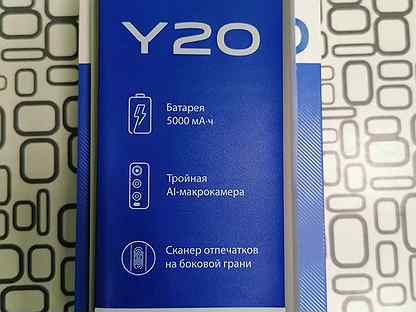 Y20
Батарея
5000 мА·ч
Тройная
AI-макрокамера
Сканер отпечатков
на боковой грани